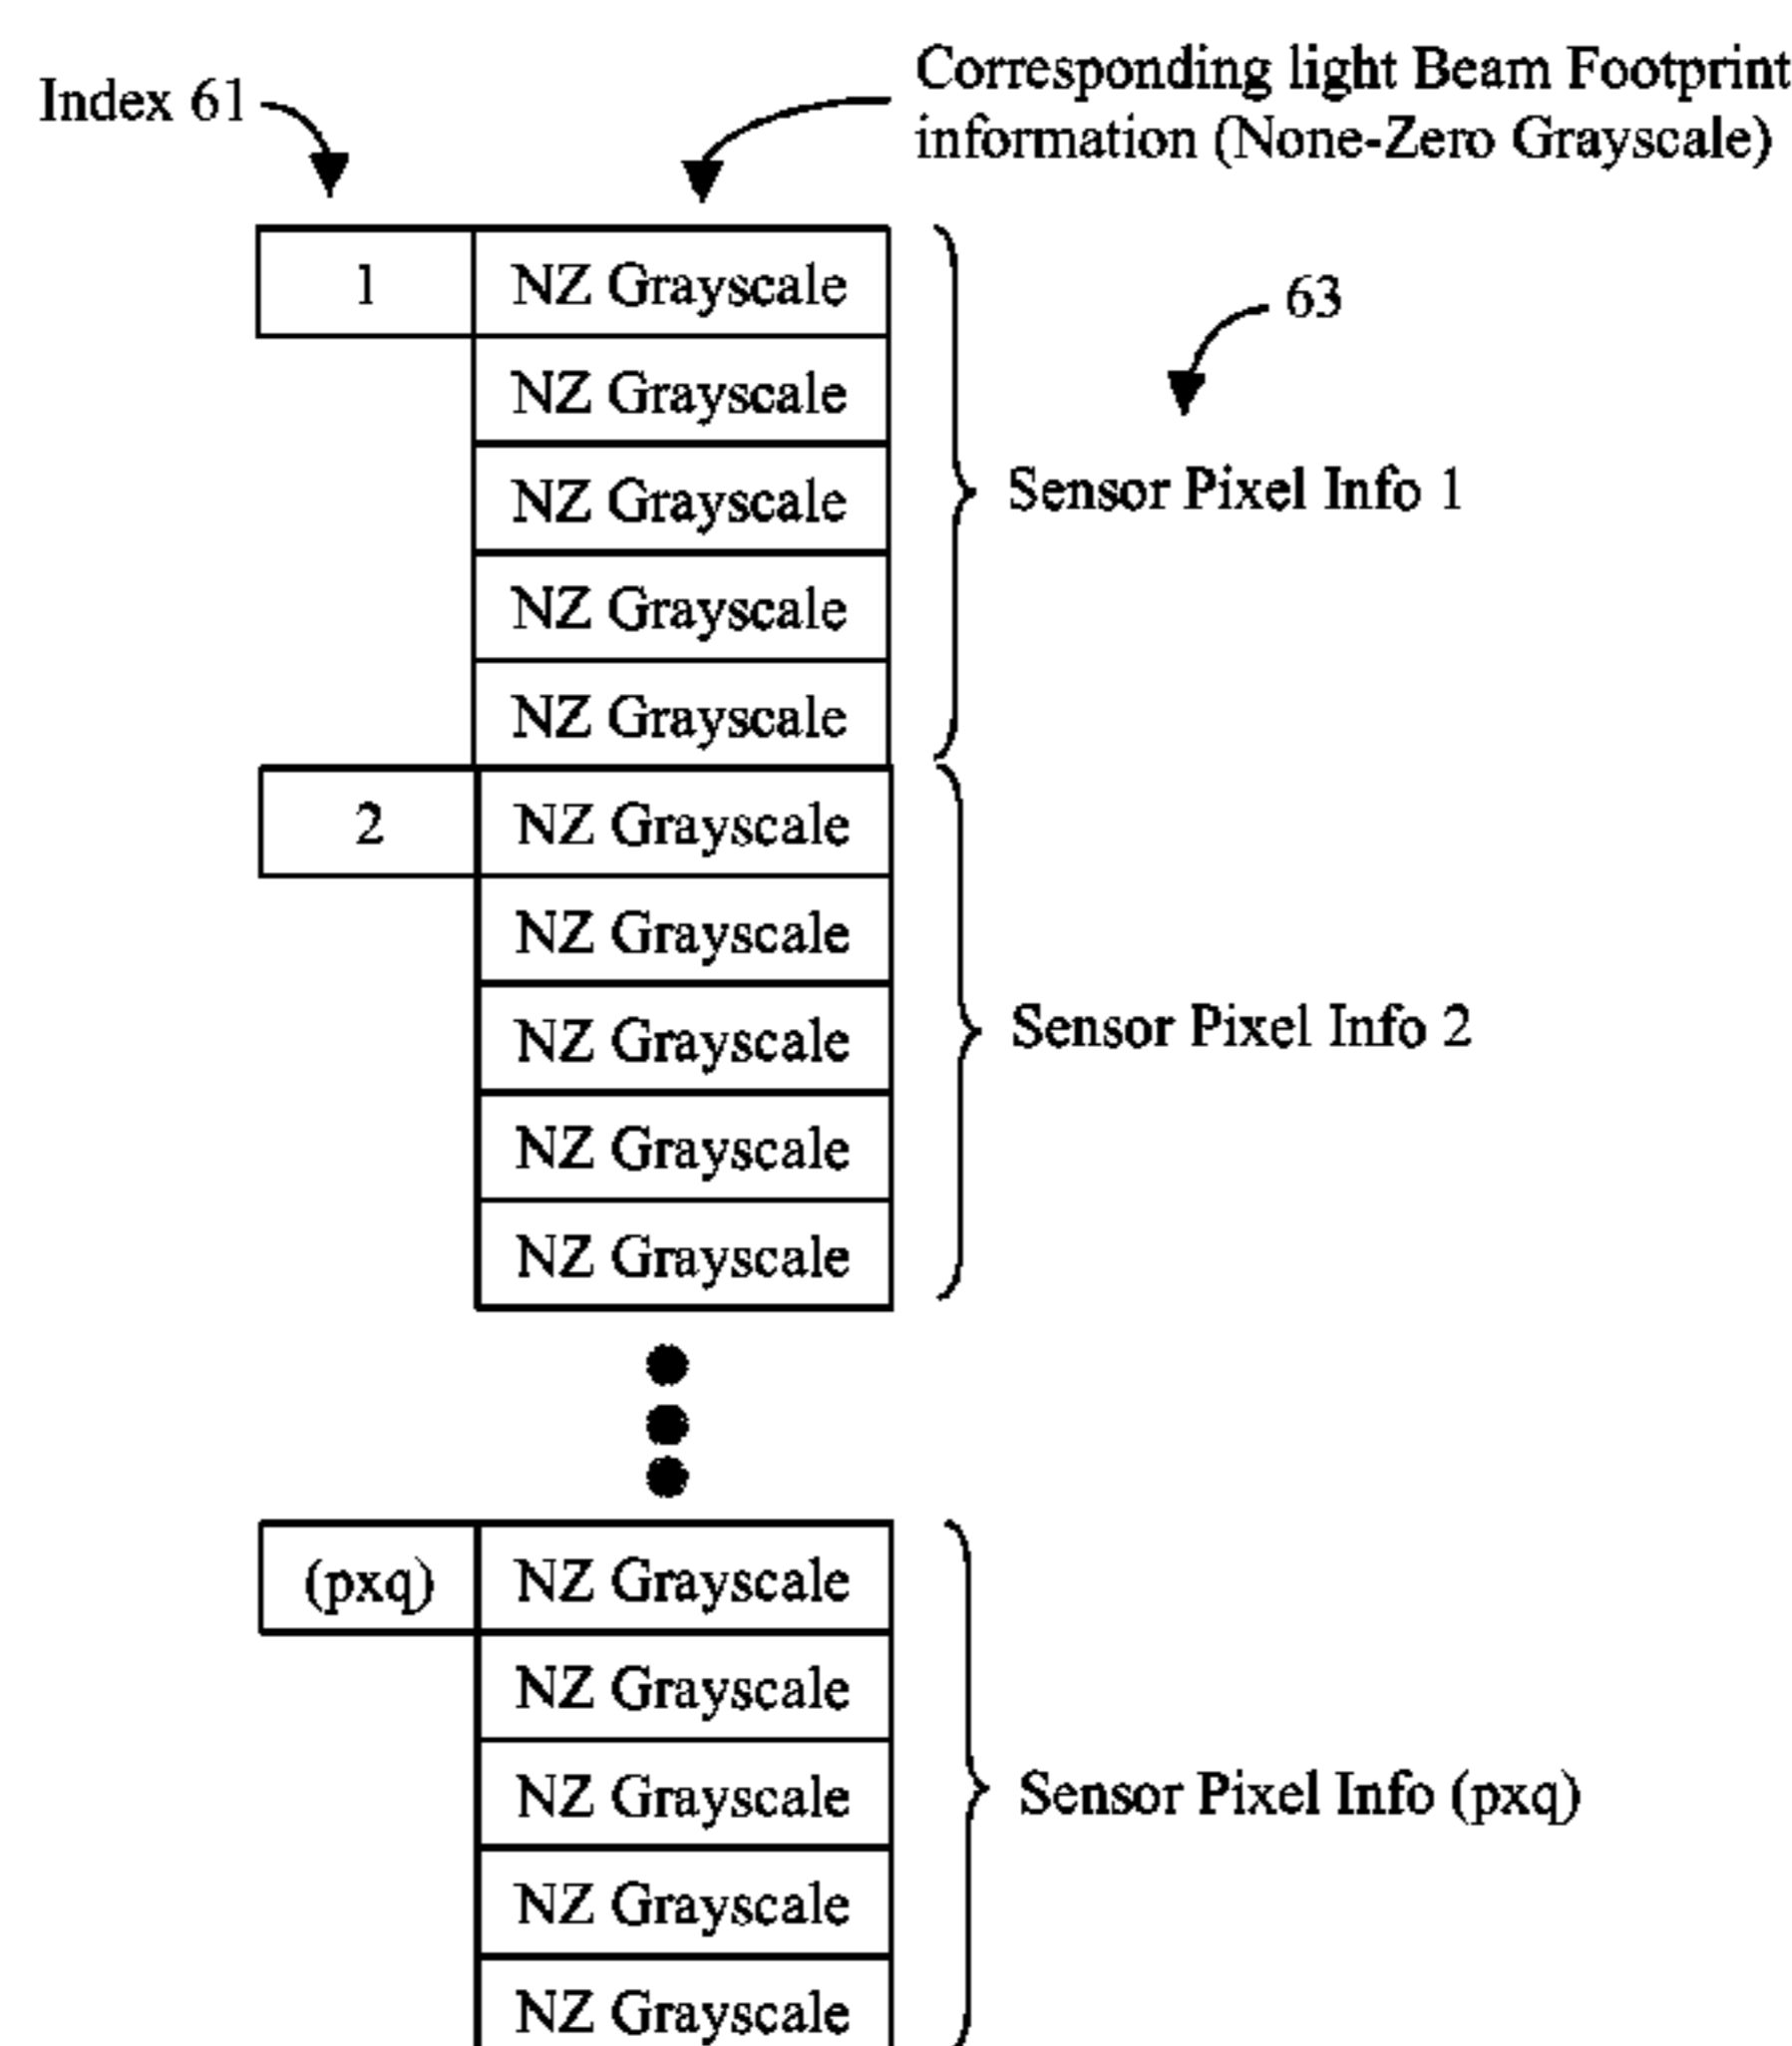 Index 61
Corresponding light Beam Footprint
information (None-Zero Grayscale)
1 NZ Grayscale
63
NZ Grayscale
NZ Grayscale
Sensor Pixel Info 1
NZ Grayscale
NZ Grayscale
2 NZ Grayscale
NZ Grayscale
NZ Grayscale
Sensor Pixel Info 2
NZ Grayscale
NZ Grayscale
(pxq) NZ Grayscale
NZ Grayscale
NZ Grayscale
Sensor Pixel Info (pxq)
NZ Grayscale
NZ Grayscale